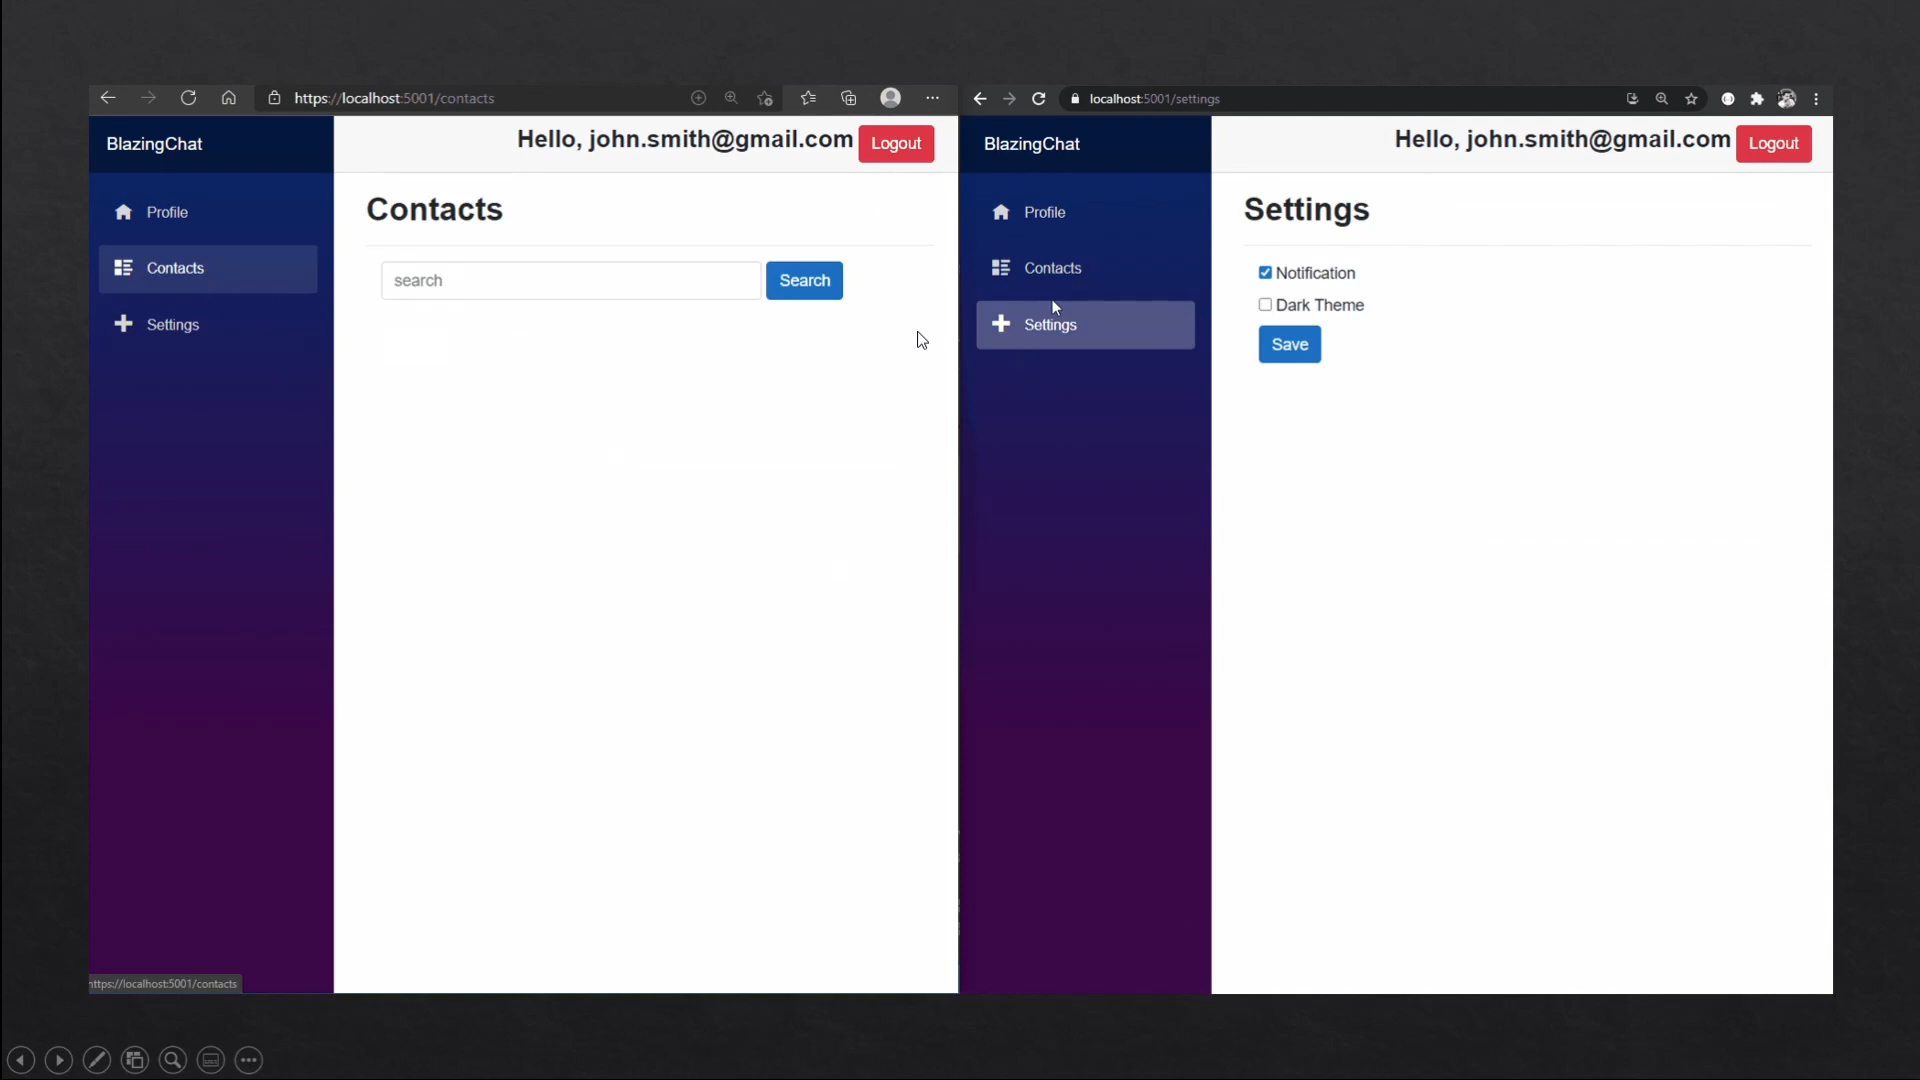 https://localhost:5001/contacts
BlazingChat
Hello, john.smith@gmail.com
Logout
Profile
Contacts
Settings
Contacts
search
Search
https://localhost:5001/contacts
localhost:5001/settings
BlazingChat
Hello, john.smith@gmail.com
Logout
Profile
Contacts
Settings
Settings
Notification
Dark Theme
Save